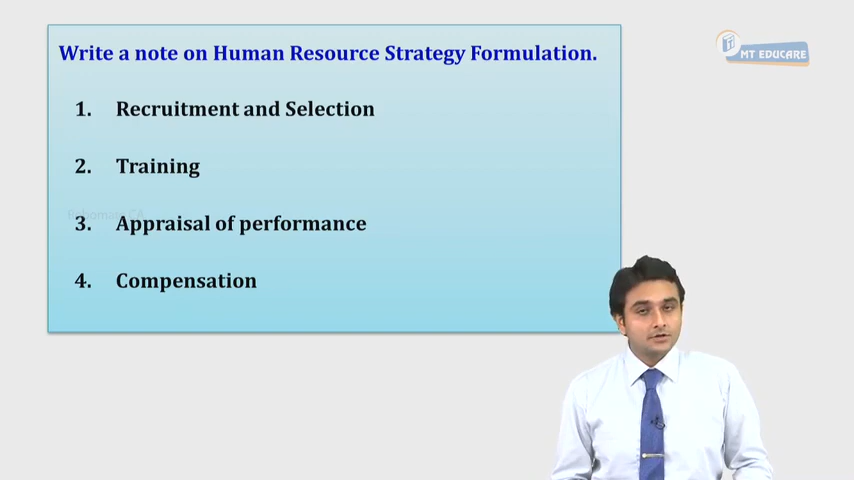 Write a note on Human Resource Strategy Formulation.
1. Recruitment and Selection
2. Training
3. Appraisal of performance
4. Compensation
MT EDUCARE